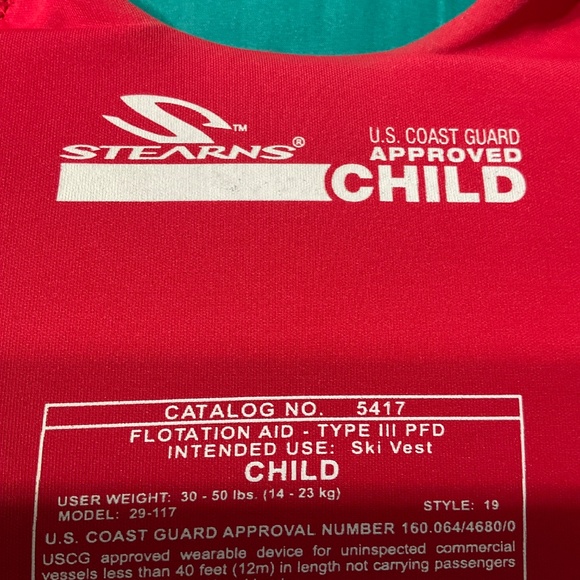 STEARNS®
™
U.S. COAST GUARD
APPROVED
CHILD
CATALOG NO. 5417
FLOTATION AID - TYPE III PFD
INTENDED USE: Ski Vest
CHILD
USER WEIGHT: 30 - 50 lbs. (14 - 23 kg)
MODEL: 29-117 STYLE: 19
U.S. COAST GUARD APPROVAL NUMBER 160.064/4680/0
USCG approved wearable device for uninspected commercial
vessels less than 40 feet (12m) in length not carrying passengers